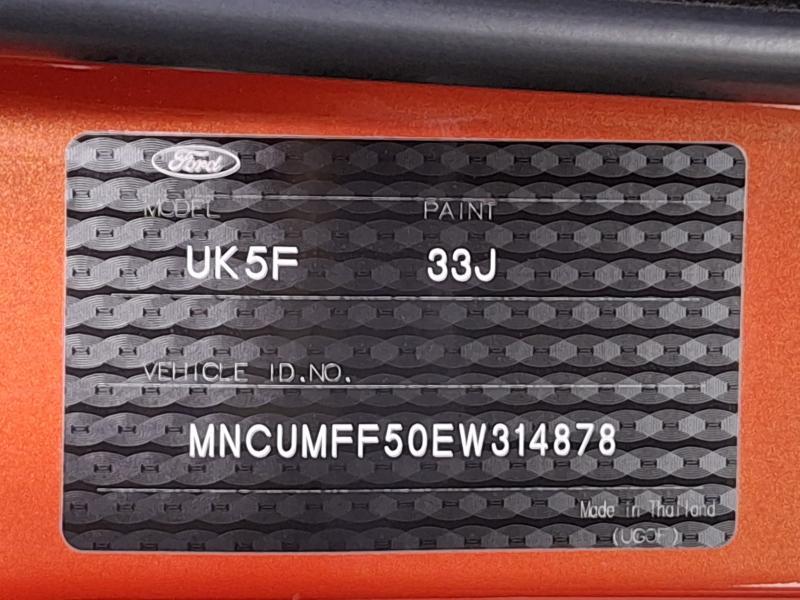 Ford
MODEL PAINT
UK5F 33J
VEHICLE ID.NO.
MNCUMFF50EW314878
Made in Thailand
(UGOF)